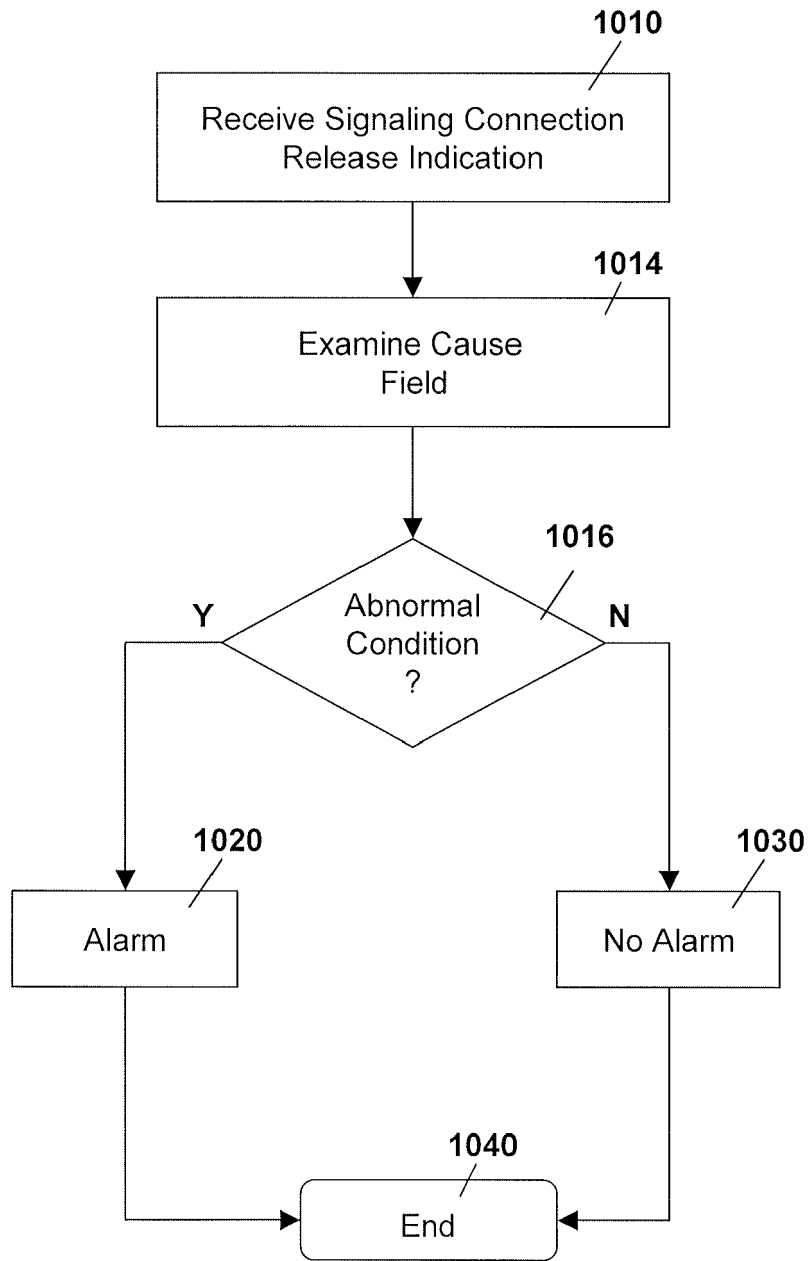 1010
Receive Signaling Connection
Release Indication
1014
Examine Cause
Field
1016
Abnormal
Condition
?
Y
N
1020
Alarm
1030
No Alarm
1040
End